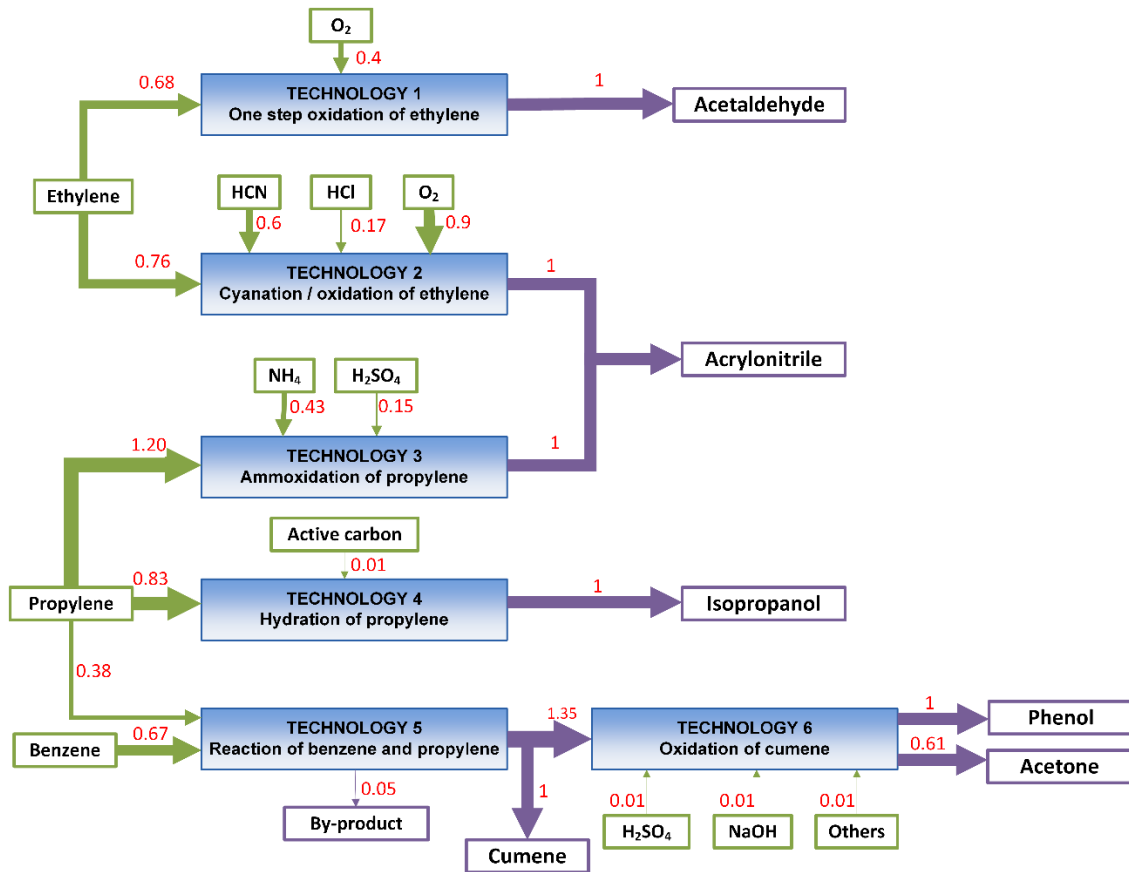 O₂
0.4
0.68
TECHNOLOGY 1
One step oxidation of ethylene
1
Acetaldehyde
Ethylene
HCN
HCl
O₂
0.6
0.17
0.9
0.76
TECHNOLOGY 2
Cyanation / oxidation of ethylene
1
Acrylonitrile
NH₄
H₂SO₄
0.43
0.15
1.20
TECHNOLOGY 3
Ammoxidation of propylene
1
Active carbon
0.01
Propylene
0.83
TECHNOLOGY 4
Hydration of propylene
1
Isopropanol
0.38
Benzene
0.67
TECHNOLOGY 5
Reaction of benzene and propylene
1.35
TECHNOLOGY 6
Oxidation of cumene
1
Phenol
0.61
Acetone
0.05
By-product
1
Cumene
0.01
H₂SO₄
0.01
NaOH
0.01
Others